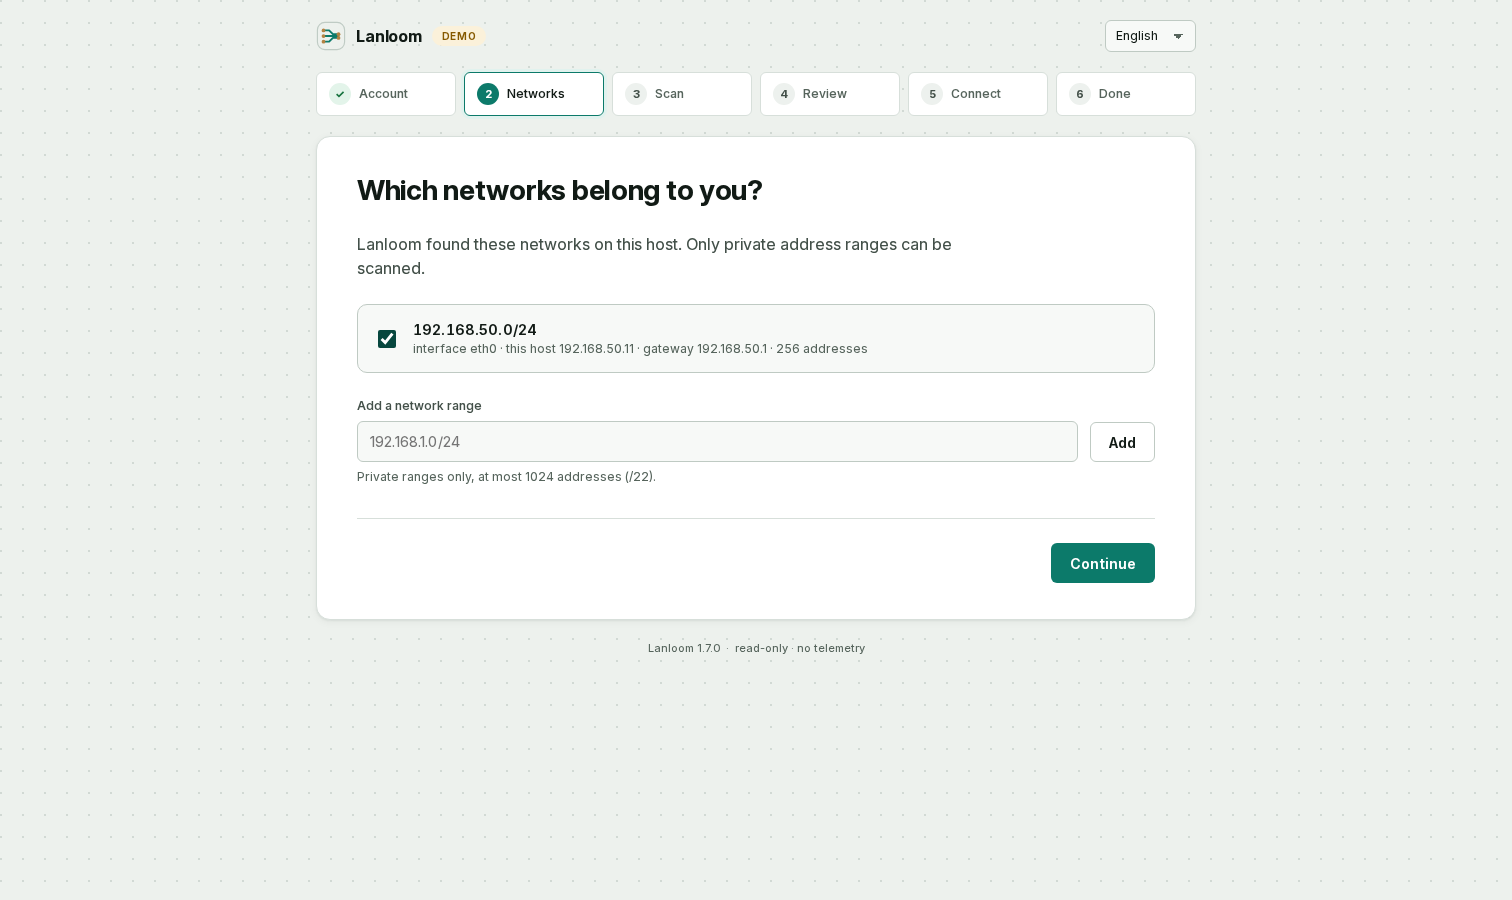 Lanloom DEMO
English
Account
2 Networks
3 Scan
4 Review
5 Connect
6 Done
Which networks belong to you?
Lanloom found these networks on this host. Only private address ranges can be
scanned.
192.168.50.0/24
interface eth0 · this host 192.168.50.11 · gateway 192.168.50.1 · 256 addresses
Add a network range
192.168.1.0/24
Add
Private ranges only, at most 1024 addresses (/22).
Continue
Lanloom 1.7.0 · read-only · no telemetry